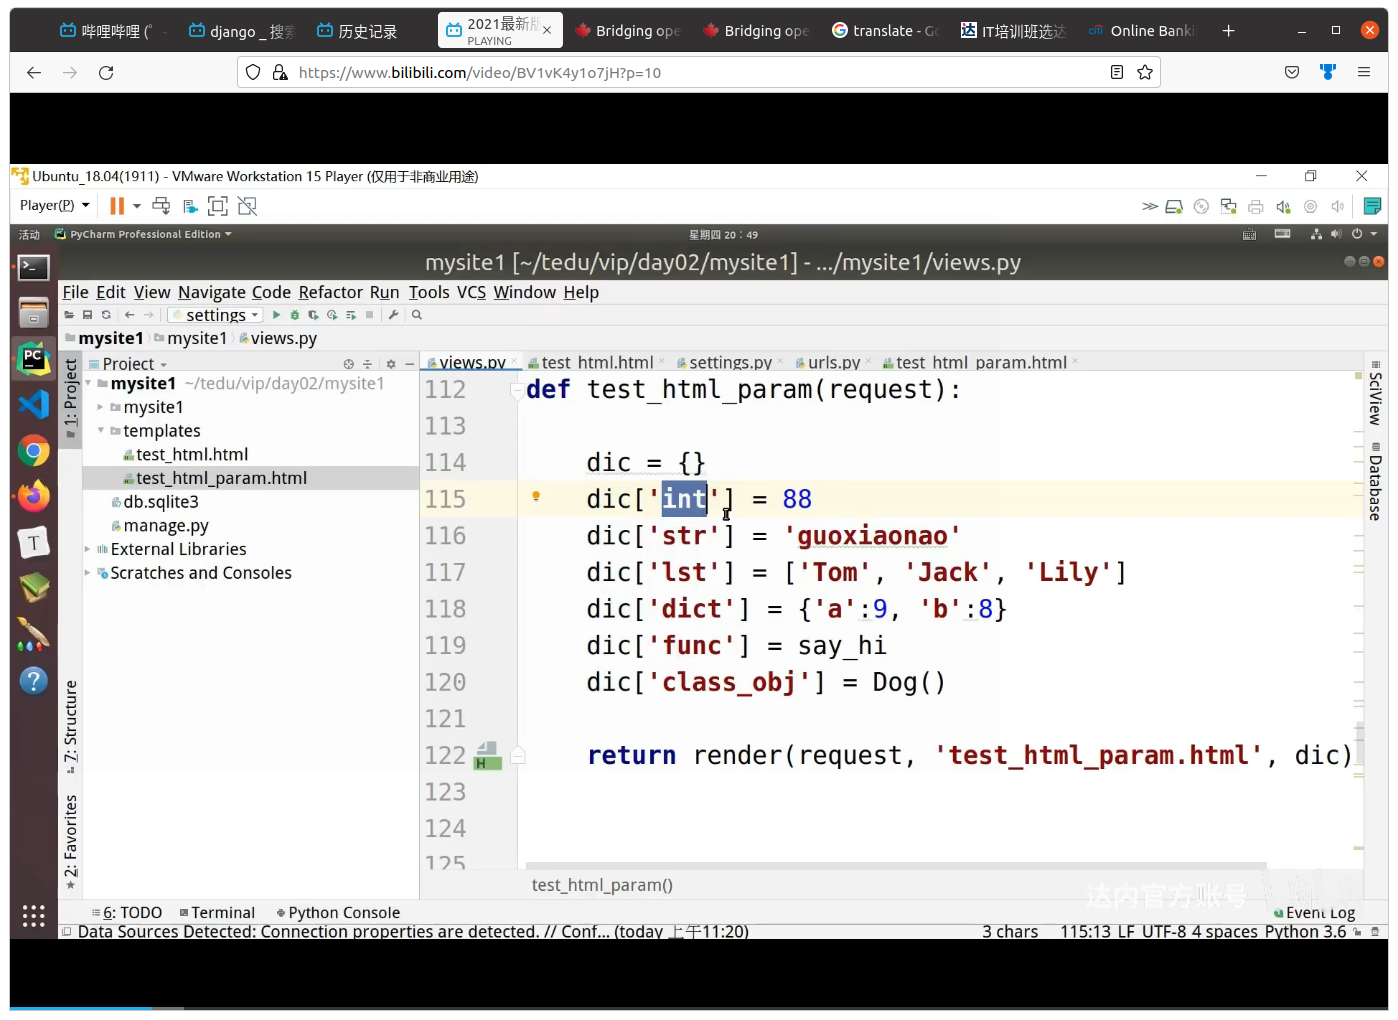 哔哩哔哩 (゜
django _ 搜索
历史记录
2021最新版
PLAYING
Bridging ope
Bridging ope
translate - Go
IT培训班选达
citi Online Banki
https://www.bilibili.com/video/BV1vK4y1o7jH?p=10
Ubuntu_18.04(1911) - VMware Workstation 15 Player (仅用于非商业用途)
Player(P)
活动 PyCharm Professional Edition 星期四 20：49
mysite1 [~/tedu/vip/day02/mysite1] - .../mysite1/views.py
File Edit View Navigate Code Refactor Run Tools VCS Window Help
settings
mysite1 mysite1 views.py
Project
views.py test_html.html settings.py urls.py test_html_param.html
mysite1 ~/tedu/vip/day02/mysite1
mysite1
templates
test_html.html
test_html_param.html
db.sqlite3
manage.py
External Libraries
Scratches and Consoles
1: Project
7: Structure
2: Favorites
112 def test_html_param(request):
113
114 dic = {}
115 dic['int'] = 88
116 dic['str'] = 'guoxiaonao'
117 dic['lst'] = ['Tom', 'Jack', 'Lily']
118 dic['dict'] = {'a':9, 'b':8}
119 dic['func'] = say_hi
120 dic['class_obj'] = Dog()
121
122 return render(request, 'test_html_param.html', dic)
123
124
125
SciView
Database
test_html_param()
达内官方账号
6: TODO Terminal Python Console Event Log
Data Sources Detected: Connection properties are detected. // Conf... (today 上午11:20) 3 chars 115:13 LF UTF-8 4 spaces Python 3.6